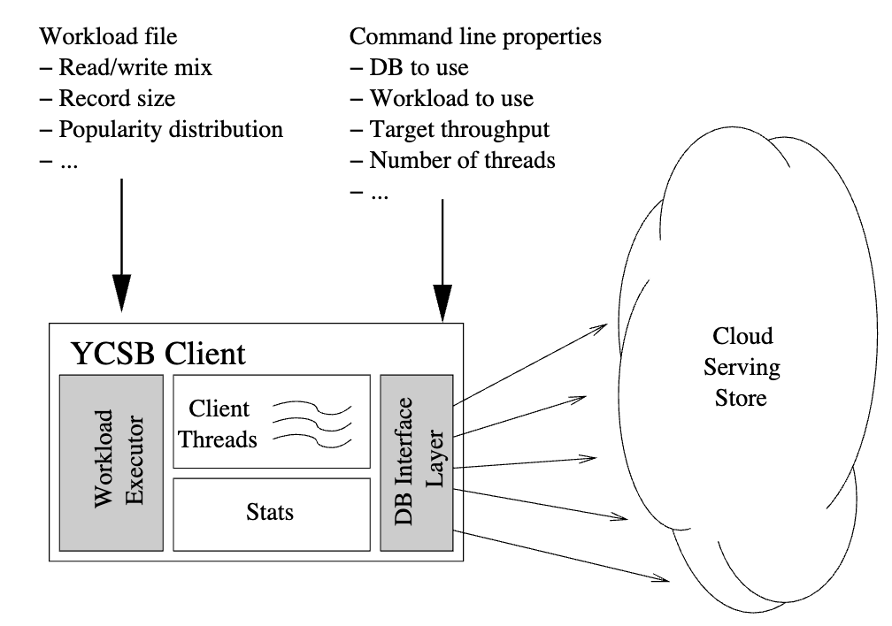 Workload file
– Read/write mix
– Record size
– Popularity distribution
– ...
Command line properties
– DB to use
– Workload to use
– Target throughput
– Number of threads
– ...
YCSB Client
Workload
Executor
Client
Threads
Stats
DB Interface
Layer
Cloud
Serving
Store